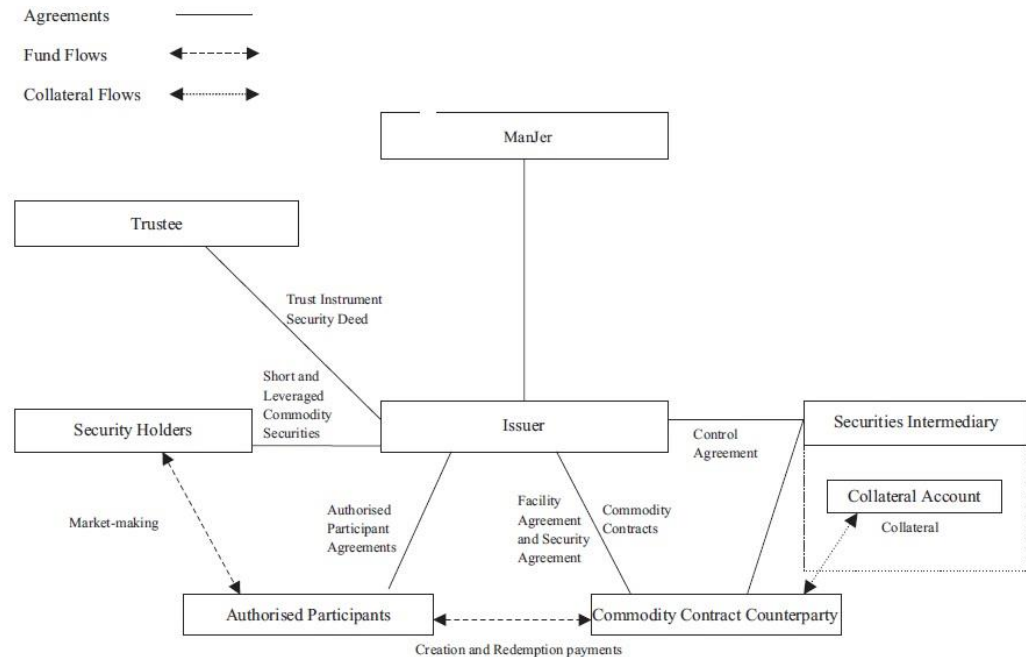 Agreements
Fund Flows
Collateral Flows
ManJer
Trustee
Trust Instrument
Security Deed
Short and
Leveraged
Commodity
Securities
Security Holders
Issuer
Securities Intermediary
Control
Agreement
Collateral Account
Collateral
Market-making
Authorised
Participant
Agreements
Facility
Agreement
and Security
Agreement
Commodity
Contracts
Authorised Participants
Commodity Contract Counterparty
Creation and Redemption payments